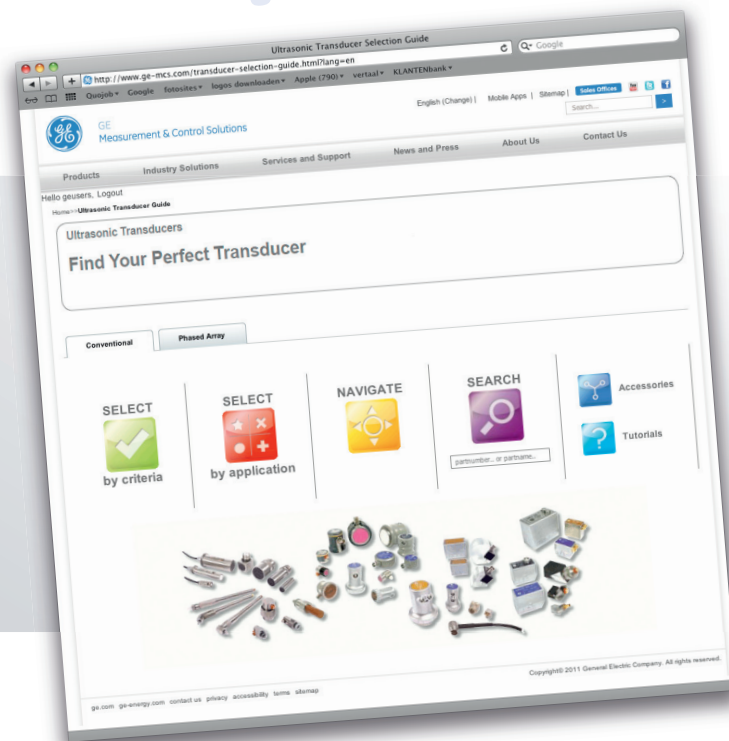 Ultrasonic Transducer Selection Guide
http://www.ge-mcs.com/transducer-selection-guide.html?lang=en
Google
Quojob Google fotosites logos downloaden Apple (790) vertaal KLANTENbank
English (Change) | Mobile Apps | Sitemap | Sales Offices
Search...
>
GE
Measurement & Control Solutions
Products Industry Solutions Services and Support News and Press About Us Contact Us
Hello geusers, Logout
Home>>Ultrasonic Transducer Guide
Ultrasonic Transducers
Find Your Perfect Transducer
Conventional Phased Array
SELECT
by criteria
SELECT
by application
NAVIGATE
SEARCH
partnumber... or partname...
Accessories
Tutorials
Copyright© 2011 General Electric Company. All rights reserved.
ge.com ge-energy.com contact us privacy accessibility terms sitemap